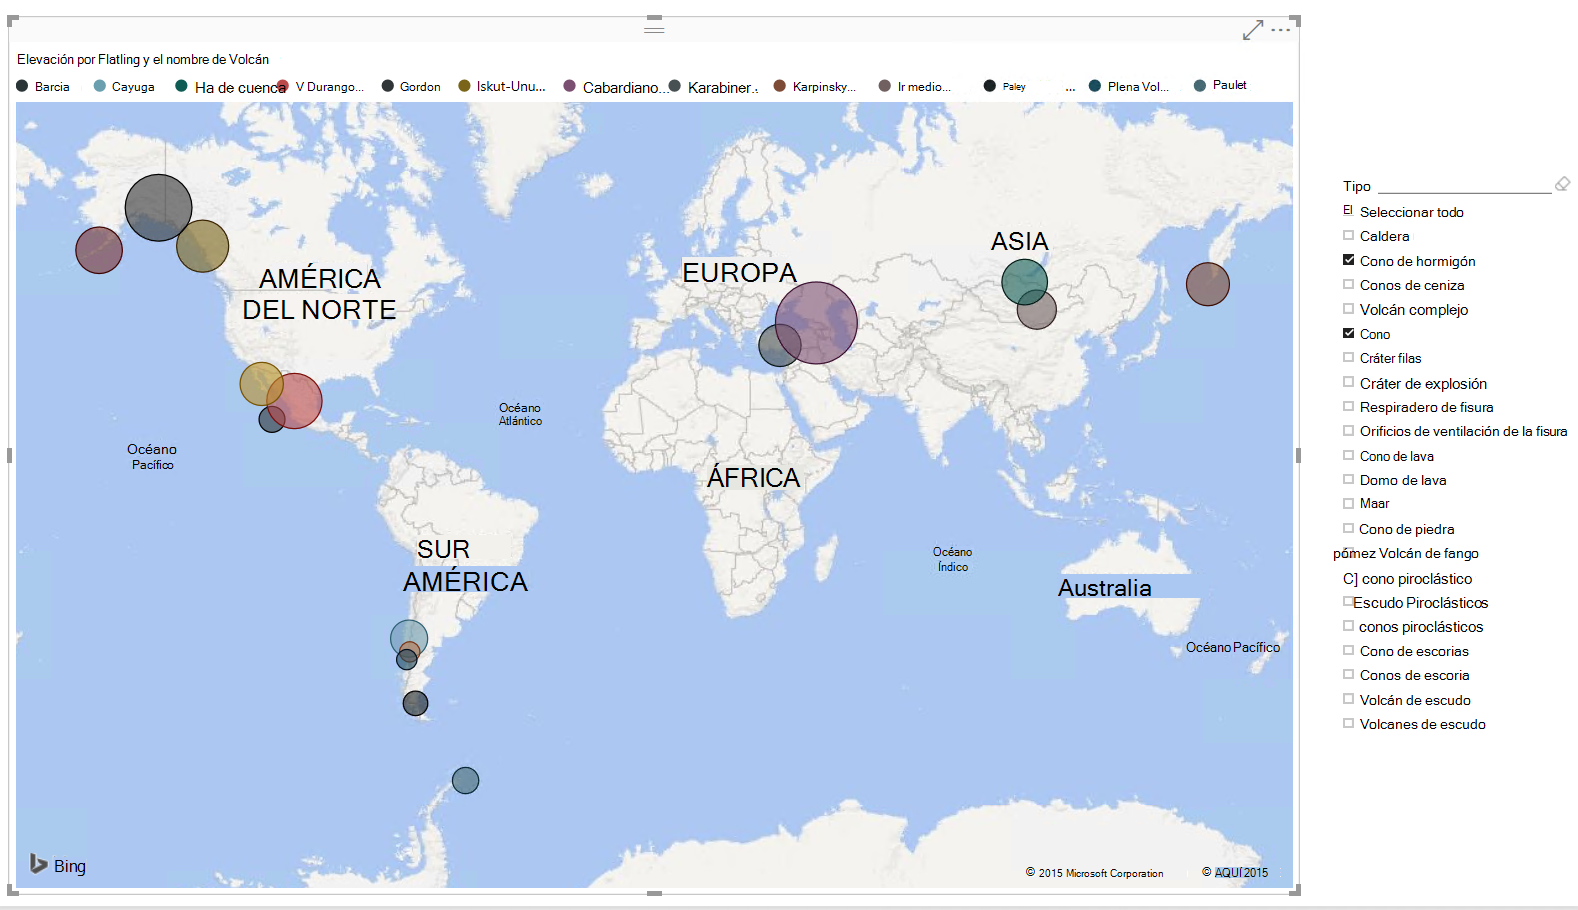 Elevación por Flatling y el nombre de Volcán
Barcia Cayuga Ha de cuenca V Durango... Gordon Iskut-Unu... Cabardiano... Karabiner.. Karpinsky... Ir medio... Paley ... Plena Vol... Paulet
AMÉRICA
DEL NORTE
EUROPA
ASIA
Océano
Atlántico
Océano
Pacífico
ÁFRICA
SUR
AMÉRICA
Océano
Índico
Australia
Océano Pacífico
Bing
© 2015 Microsoft Corporation
© AQUÍ 2015
Tipo
El Seleccionar todo
Caldera
Cono de hormigón
Conos de ceniza
Volcán complejo
Cono
Cráter filas
Cráter de explosión
Respiradero de fisura
Orificios de ventilación de la fisura
Cono de lava
Domo de lava
Maar
Cono de piedra
pómez Volcán de fango
C] cono piroclástico
Escudo Piroclásticos
conos piroclásticos
Cono de escorias
Conos de escoria
Volcán de escudo
Volcanes de escudo